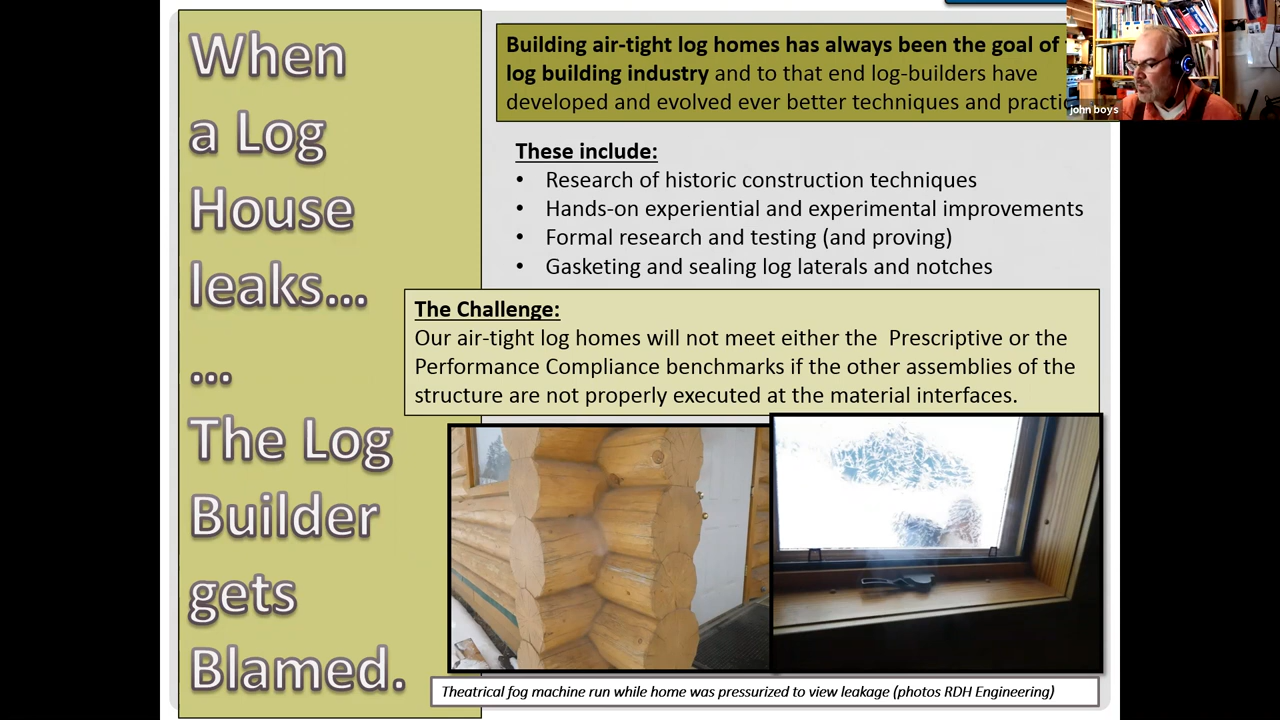 When
a Log
House
leaks...
...
The Log
Builder
gets
Blamed.
Building air-tight log homes has always been the goal of
log building industry and to that end log-builders have
developed and evolved ever better techniques and
These include:
• Research of historic construction techniques
• Hands-on experiential and experimental improvements
• Formal research and testing (and proving)
• Gasketing and sealing log laterals and notches
The Challenge:
Our air-tight log homes will not meet either the Prescriptive or the
Performance Compliance benchmarks if the other assemblies of the
structure are not properly executed at the material interfaces.
Theatrical fog machine run while home was pressurized to view leakage (photos RDH Engineering)
john boys